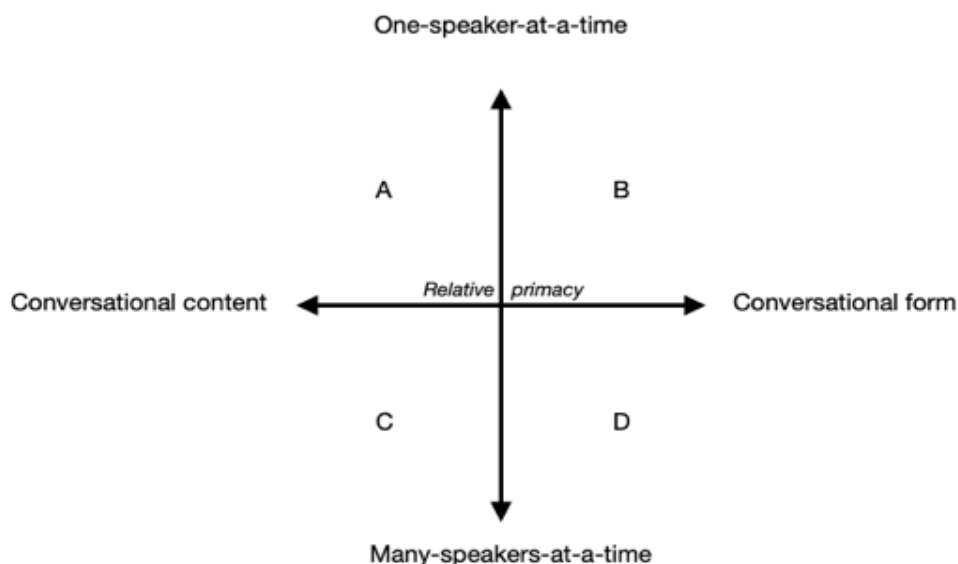 One-speaker-at-a-time
A
B
Relative primacy
Conversational content
Conversational form
C
D
Many-speakers-at-a-time